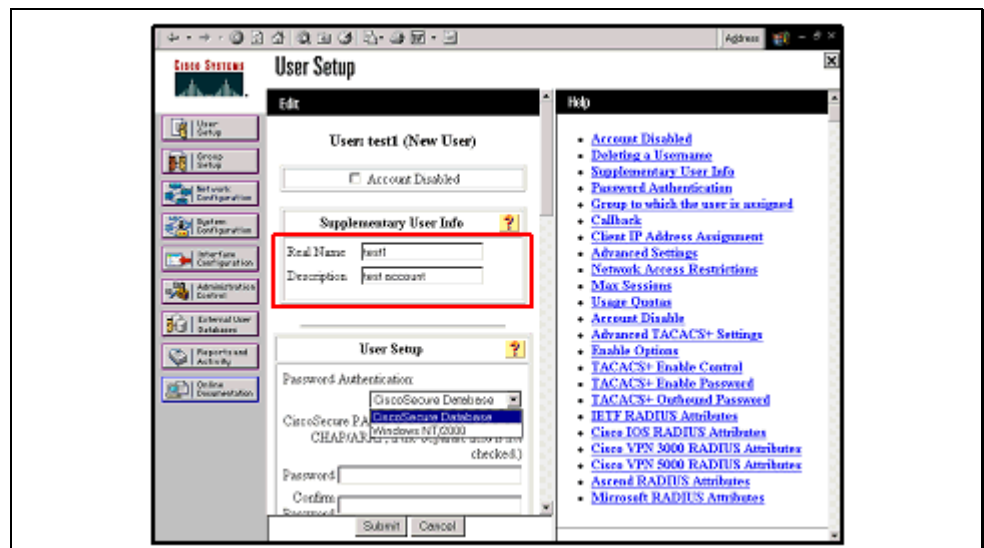 Address
CISCO SYSTEMS
User Setup
User
Setup
Group
Setup
Network
Configuration
System
Configuration
Interface
Configuration
Administration
Control
External User
Databases
Reports and
Activity
Online
Documentation
Edit
User: test1 (New User)
Account Disabled
Supplementary User Info
?
Real Name test1
Description test account
User Setup
?
Password Authentication:
CiscoSecure Database
CiscoSecure Database
CiscoSecure
Windows NT/2000
checked.)
Password
Confirm
Password
Submit Cancel
Help
• Account Disabled
• Deleting a Username
• Supplementary User Info
• Password Authentication
• Group to which the user is assigned
• Callback
• Client IP Address Assignment
• Advanced Settings
• Network Access Restrictions
• Max Sessions
• Usage Quotas
• Account Disable
• Advanced TACACS+ Settings
• Enable Options
• TACACS+ Enable Control
• TACACS+ Enable Password
• TACACS+ Outbound Password
• IETF RADIUS Attributes
• Cisco IOS RADIUS Attributes
• Cisco VPN 3000 RADIUS Attributes
• Cisco VPN 5000 RADIUS Attributes
• Ascend RADIUS Attributes
• Microsoft RADIUS Attributes